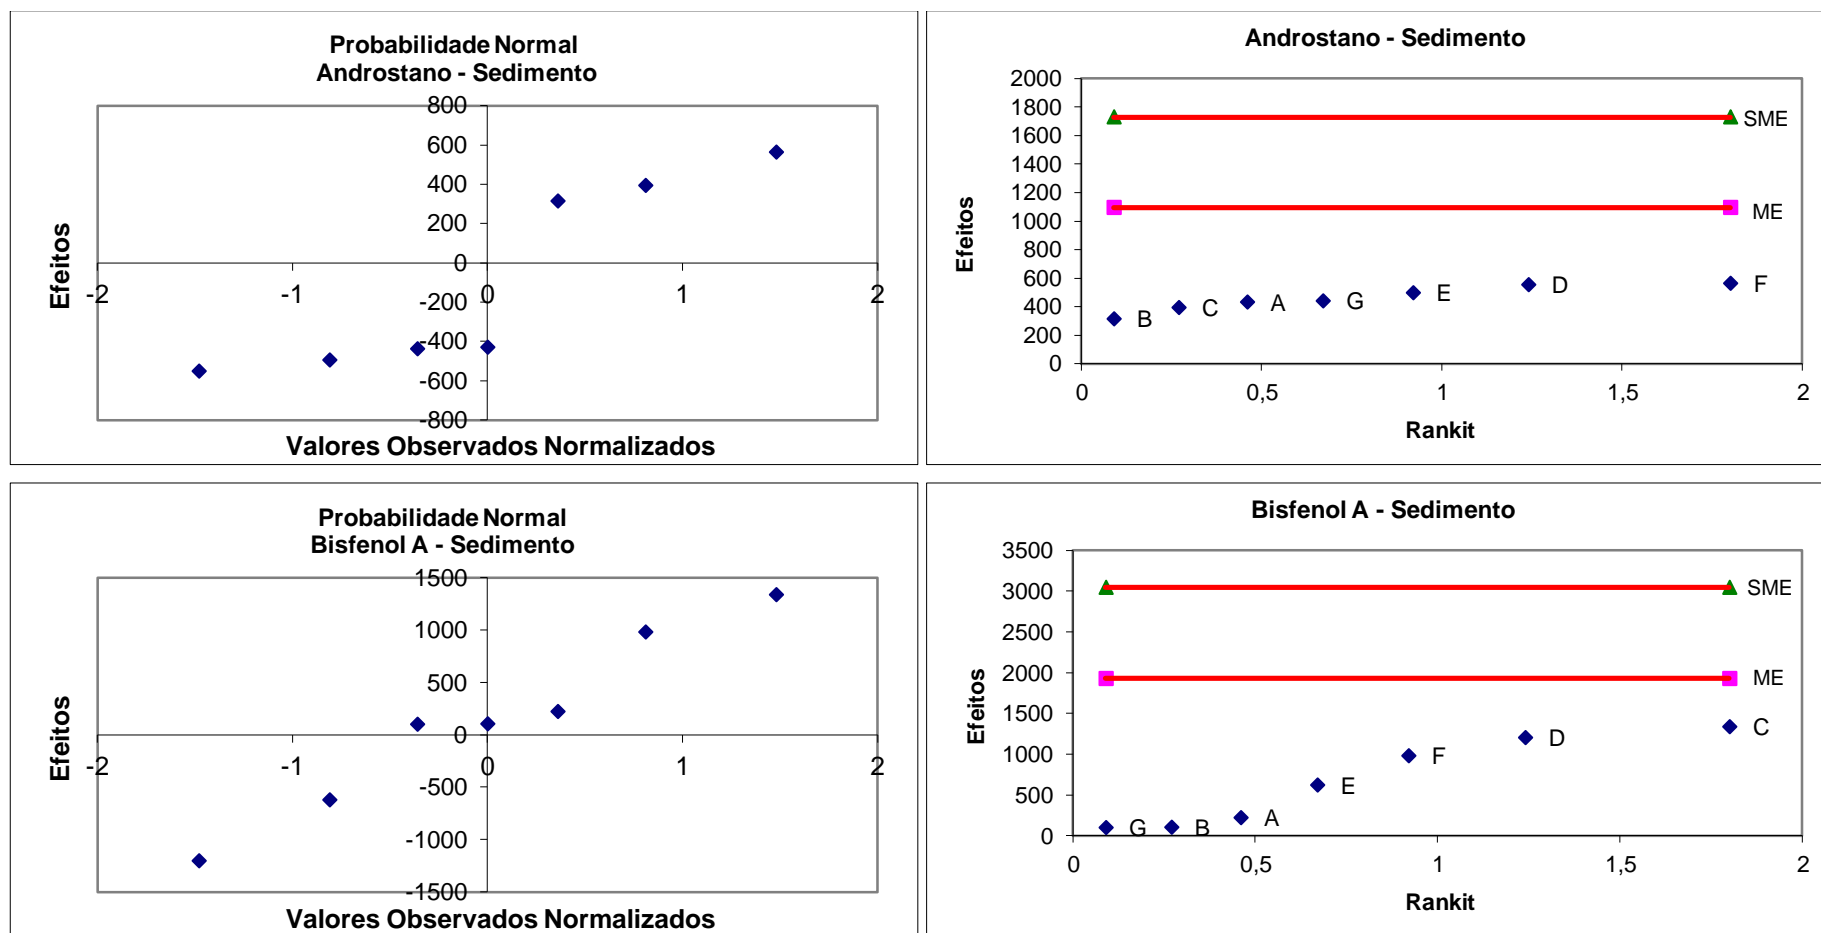 Probabilidade Normal
Androstano - Sedimento
800
600
400
200
0
-200
-400
-600
-800
-2
-1
0
1
2
Efeitos
Valores Observados Normalizados
Androstano - Sedimento
2000
1800
1600
1400
1200
1000
800
600
400
200
0
SME
ME
B
C
A
G
E
D
F
0
0,5
1
1,5
2
Efeitos
Rankit
Probabilidade Normal
Bisfenol A - Sedimento
1500
1000
500
0
-500
-1000
-1500
-2
-1
0
1
2
Efeitos
Valores Observados Normalizados
Bisfenol A - Sedimento
3500
3000
2500
2000
1500
1000
500
0
SME
ME
G
B
A
E
F
D
C
0
0,5
1
1,5
2
Efeitos
Rankit